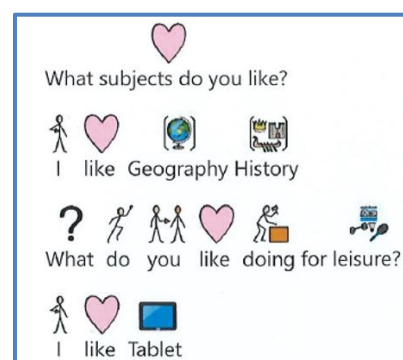 What subjects do you like?
I like Geography History
What do you like doing for leisure?
I like Tablet